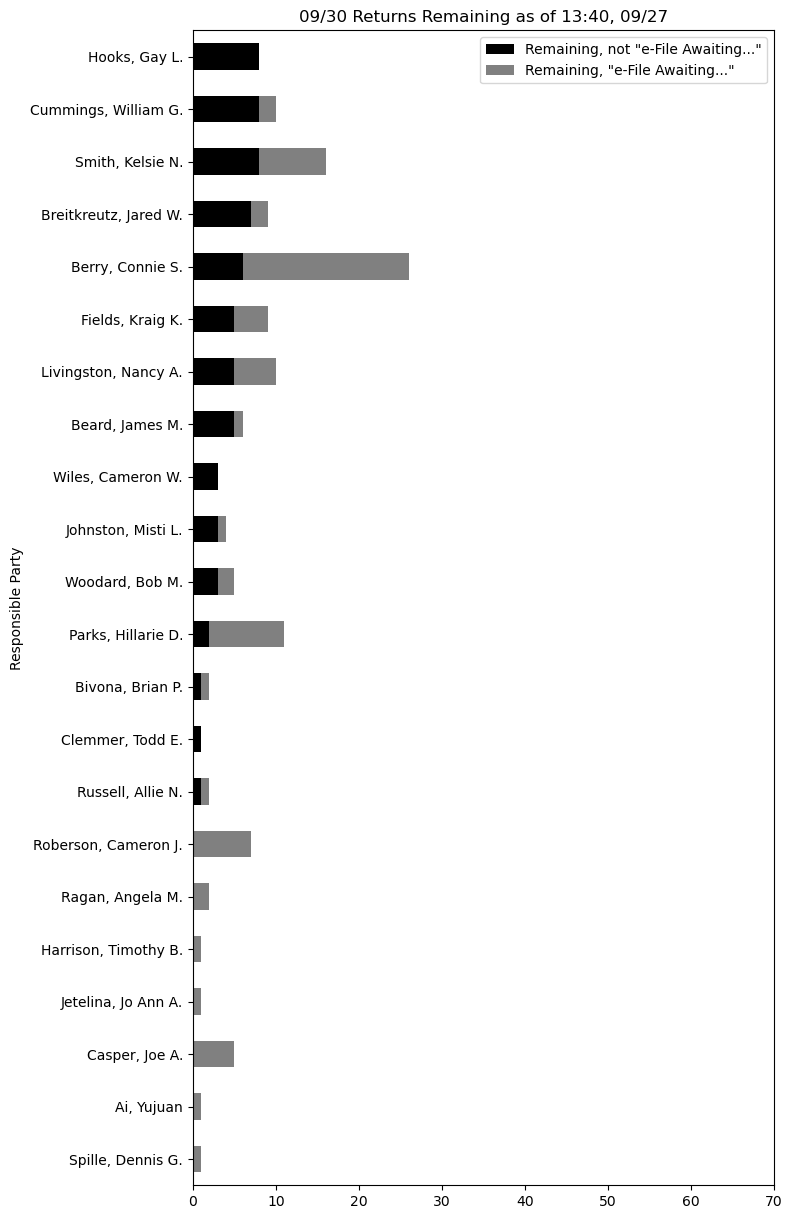 09/30 Returns Remaining as of 13:40, 09/27
Remaining, not "e-File Awaiting..."
Remaining, "e-File Awaiting..."
Responsible Party
Hooks, Gay L.
Cummings, William G.
Smith, Kelsie N.
Breitkreutz, Jared W.
Berry, Connie S.
Fields, Kraig K.
Livingston, Nancy A.
Beard, James M.
Wiles, Cameron W.
Johnston, Misti L.
Woodard, Bob M.
Parks, Hillarie D.
Bivona, Brian P.
Clemmer, Todd E.
Russell, Allie N.
Roberson, Cameron J.
Ragan, Angela M.
Harrison, Timothy B.
Jetelina, Jo Ann A.
Casper, Joe A.
Ai, Yujuan
Spille, Dennis G.
0 10 20 30 40 50 60 70